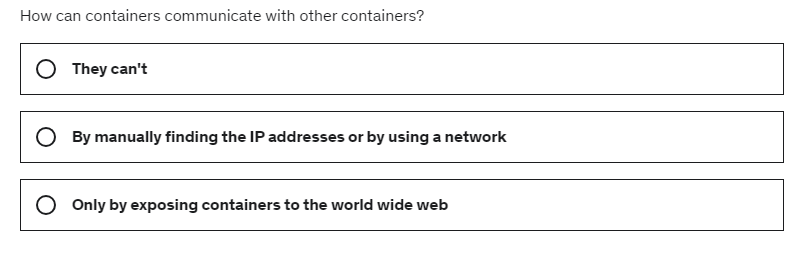 How can containers communicate with other containers?
They can't
By manually finding the IP addresses or by using a network
Only by exposing containers to the world wide web